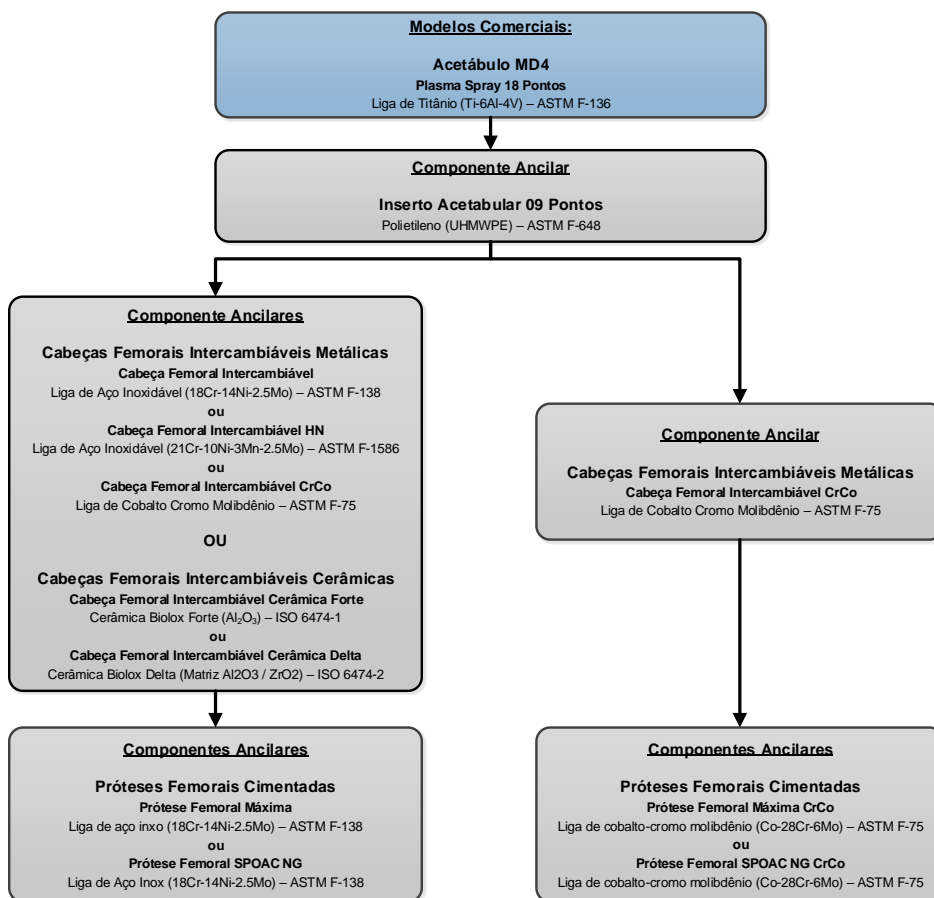 Modelos Comerciais:
Acetábulo MD4
Plasma Spray 18 Pontos
Liga de Titânio (Ti-6Al-4V) – ASTM F-136
Componente Ancilar
Inserto Acetabular 09 Pontos
Polietileno (UHMWPE) – ASTM F-648
Componente Ancilares
Cabeças Femorais Intercambiáveis Metálicas
Cabeça Femoral Intercambiável
Liga de Aço Inoxidável (18Cr-14Ni-2.5Mo) – ASTM F-138
ou
Cabeça Femoral Intercambiável HN
Liga de Aço Inoxidável (21Cr-10Ni-3Mn-2.5Mo) – ASTM F-1586
ou
Cabeça Femoral Intercambiável CrCo
Liga de Cobalto Cromo Molibdênio – ASTM F-75
OU
Cabeças Femorais Intercambiáveis Cerâmicas
Cabeça Femoral Intercambiável Cerâmica Forte
Cerâmica Biolox Forte (Al₂O₃) – ISO 6474-1
ou
Cabeça Femoral Intercambiável Cerâmica Delta
Cerâmica Biolox Delta (Matriz Al2O3 / ZrO2) – ISO 6474-2
Componente Ancilar
Cabeças Femorais Intercambiáveis Metálicas
Cabeça Femoral Intercambiável CrCo
Liga de Cobalto Cromo Molibdênio – ASTM F-75
Componentes Ancilares
Próteses Femorais Cimentadas
Prótese Femoral Máxima
Liga de aço inxo (18Cr-14Ni-2.5Mo) – ASTM F-138
ou
Prótese Femoral SPOAC NG
Liga de Aço Inox (18Cr-14Ni-2.5Mo) – ASTM F-138
Componentes Ancilares
Próteses Femorais Cimentadas
Prótese Femoral Máxima CrCo
Liga de cobalto-cromo molibdênio (Co-28Cr-6Mo) – ASTM F-75
ou
Prótese Femoral SPOAC NG CrCo
Liga de cobalto-cromo molibdênio (Co-28Cr-6Mo) – ASTM F-75